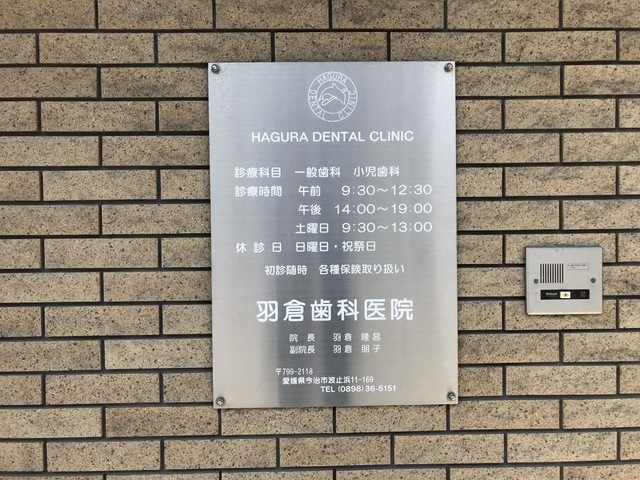 HAGURA DENTAL CLINIC
HAGURA DENTAL CLINIC
診療科目 一般歯科 小児歯科
診療時間 午前 9:30〜12:30
午後 14:00〜19:00
土曜日 9:30〜13:00
休診日 日曜日・祝祭日
初診随時 各種保険取り扱い
羽倉歯科医院
院長 羽倉 隆昌
副院長 羽倉 朋子
〒799-2118
愛媛県今治市波止浜11-169
TEL (0898)36-5151